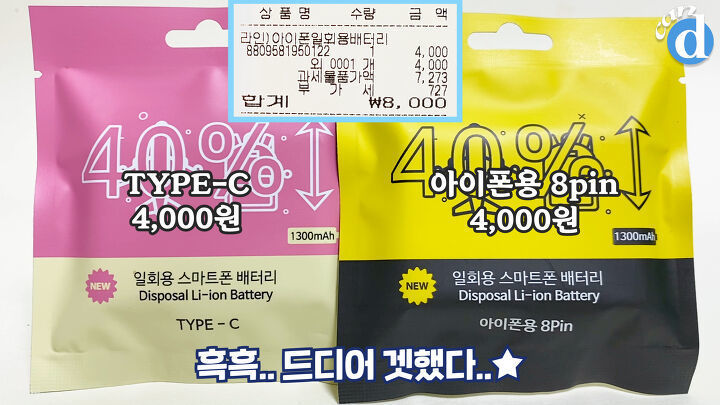 상품명 수량 금액
라인)아이폰일회용배터리
8809581950122 1 4,000
외 0001 개 4,000
과세물품가액 7,273
부 가 세 727
합계 ₩8,000
can
d
40%
TYPE-C
4,000원
1300mAh
NEW
일회용 스마트폰 배터리
Disposal Li-ion Battery
TYPE - C
40%
아이폰용 8pin
4,000원
1300mAh
NEW
일회용 스마트폰 배터리
Disposal Li-ion Battery
아이폰용 8Pin
흑흑.. 드디어 겟했다..★